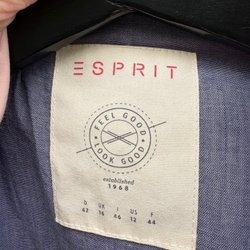 ESPRIT
FEEL GOOD
LOOK GOOD
established
1968
D UK I US F
42 16 46 12 44